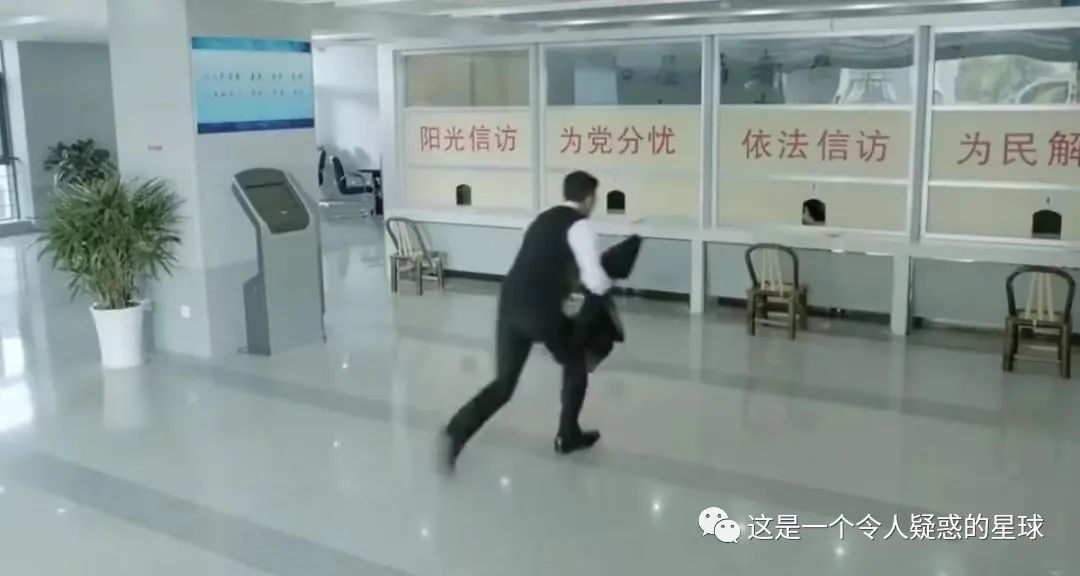 阳光信访
为党分忧
依法信访
为民解
这是一个令人疑惑的星球